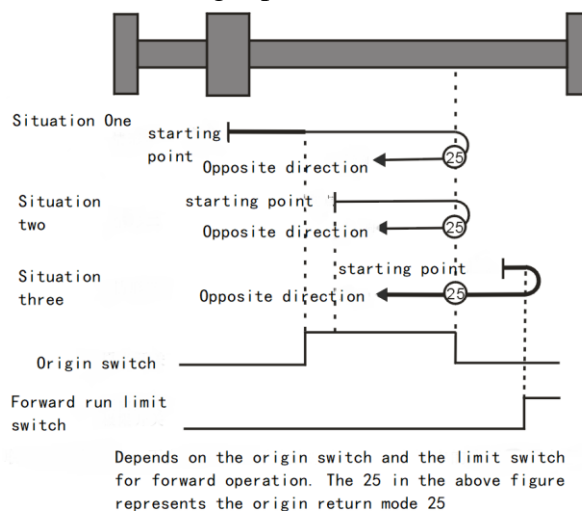 Situation One
starting
point
25
Opposite direction
Situation
two
starting point
25
Opposite direction
Situation
three
starting point
25
Opposite direction
Origin switch
Forward run limit
switch
Depends on the origin switch and the limit switch
for forward operation. The 25 in the above figure
represents the origin return mode 25